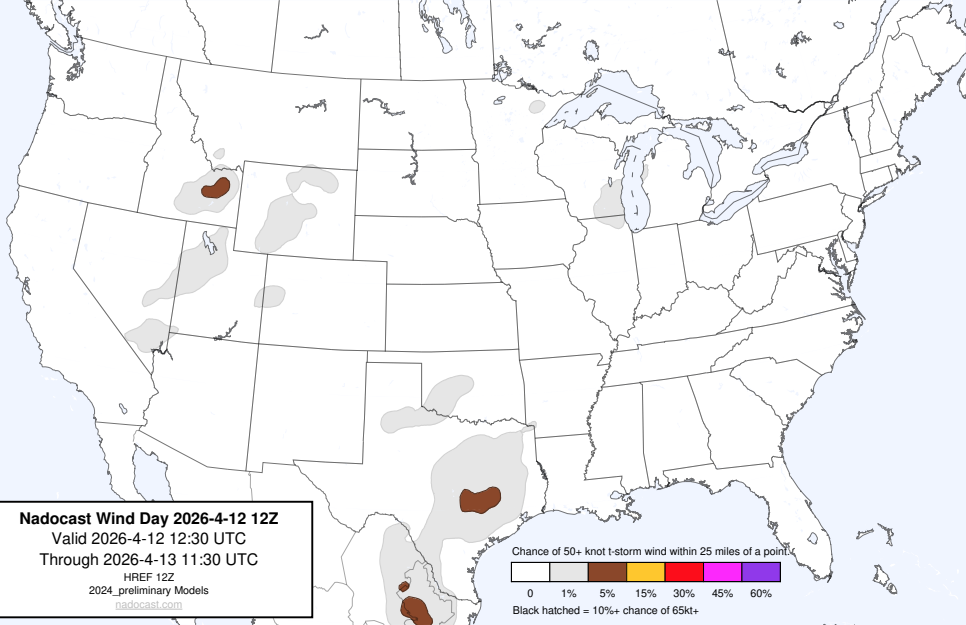 Nadocast Wind Day 2026-4-12 12Z
Valid 2026-4-12 12:30 UTC
Through 2026-4-13 11:30 UTC
HREF 12Z
2024_preliminary Models
nadocast.com
Chance of 50+ knot t-storm wind within 25 miles of a point.
0 1% 5% 15% 30% 45% 60%
Black hatched = 10%+ chance of 65kt+